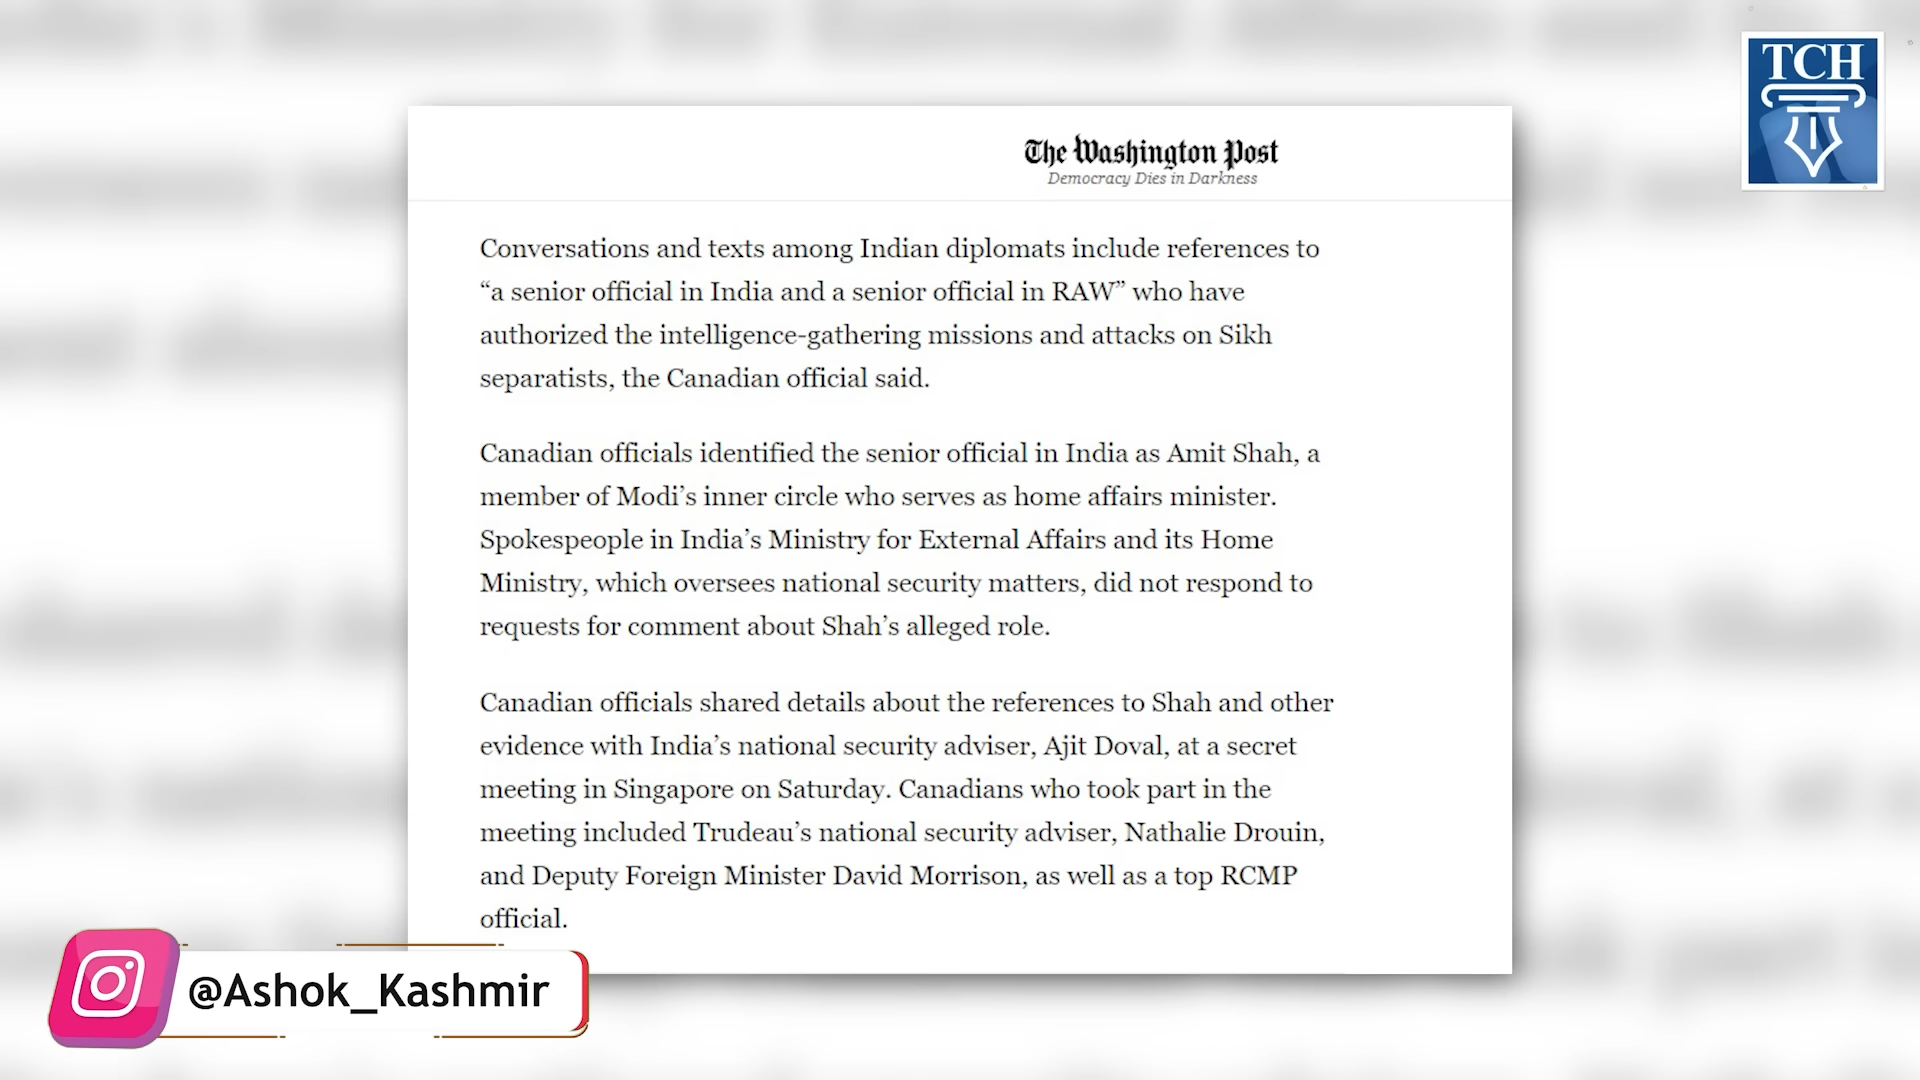 TCH
The Washington Post
Democracy Dies in Darkness
Conversations and texts among Indian diplomats include references to
“a senior official in India and a senior official in RAW” who have
authorized the intelligence-gathering missions and attacks on Sikh
separatists, the Canadian official said.
Canadian officials identified the senior official in India as Amit Shah, a
member of Modi’s inner circle who serves as home affairs minister.
Spokespeople in India’s Ministry for External Affairs and its Home
Ministry, which oversees national security matters, did not respond to
requests for comment about Shah’s alleged role.
Canadian officials shared details about the references to Shah and other
evidence with India’s national security adviser, Ajit Doval, at a secret
meeting in Singapore on Saturday. Canadians who took part in the
meeting included Trudeau’s national security adviser, Nathalie Drouin,
and Deputy Foreign Minister David Morrison, as well as a top RCMP
official.
@Ashok_Kashmir